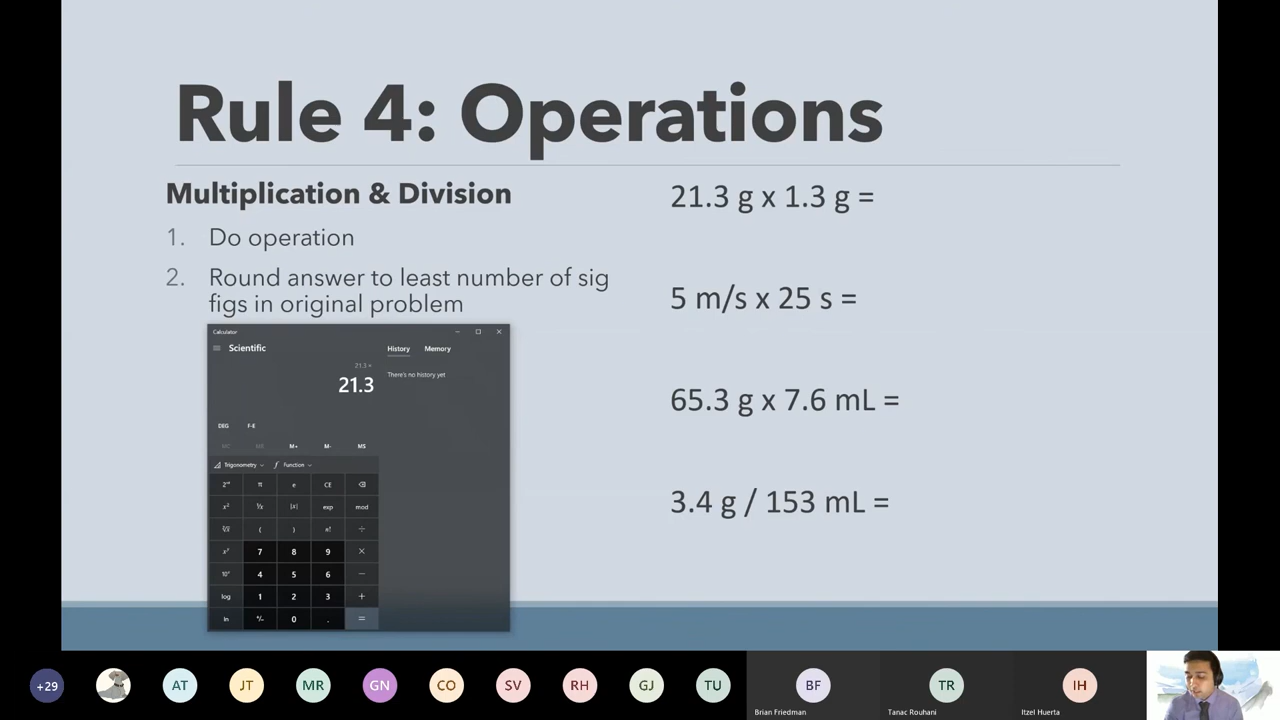 Rule 4: Operations
Multiplication & Division
1. Do operation
2. Round answer to least number of sig
figs in original problem
21.3 g x 1.3 g =
5 m/s x 25 s =
65.3 g x 7.6 mL =
3.4 g / 153 mL =
Calculator
Scientific
History Memory
There's no history yet
21.3 ×
21.3
DEG F-E
M+ M- MS
Trigonometry Function
π e CE
x² ¹/x |x| exp mod
( ) n! ÷
7 8 9 ×
4 5 6 −
log 1 2 3 +
ln +/− 0 . =
+29 AT JT MR GN CO SV RH GJ TU BF TR IH
Brian Friedman Tanac Rouhani Itzel Huerta